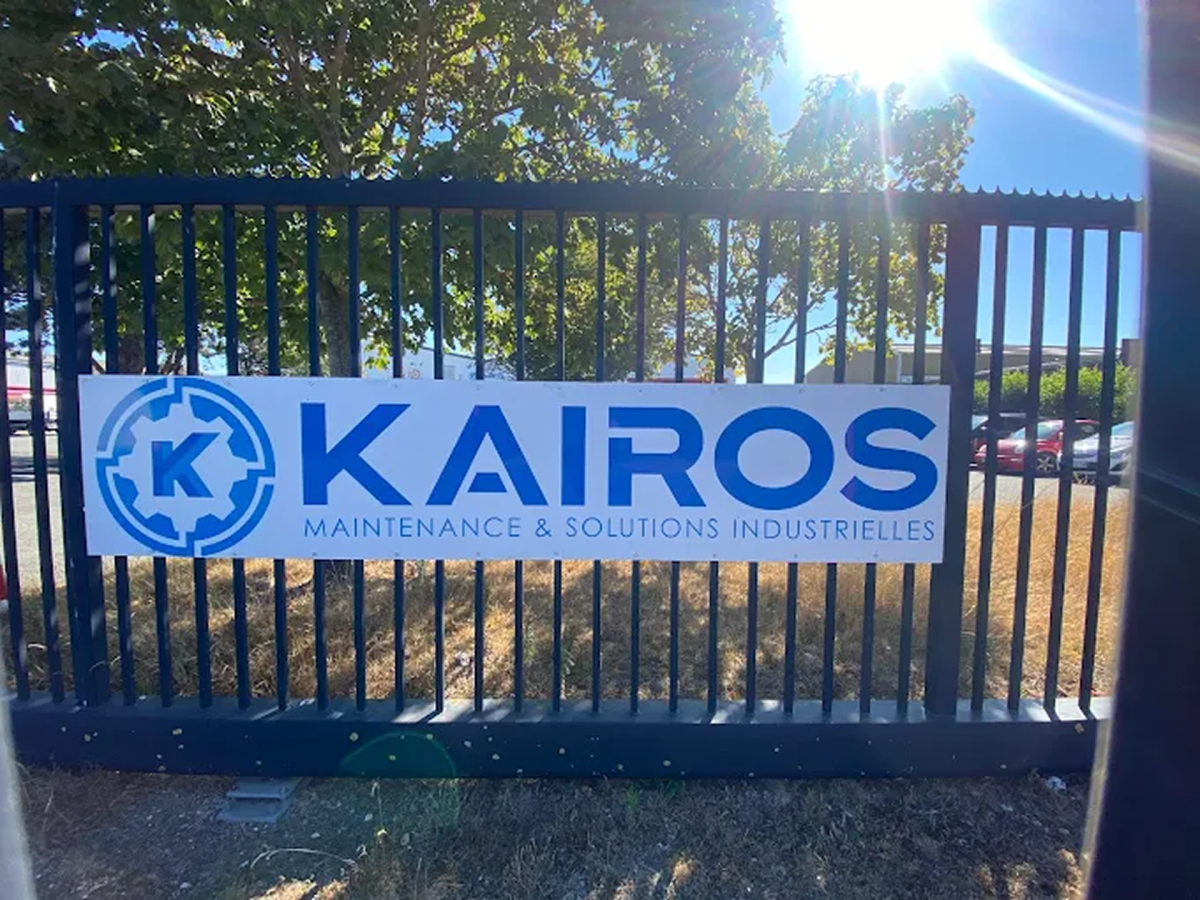 K
KAIROS
MAINTENANCE & SOLUTIONS INDUSTRIELLES